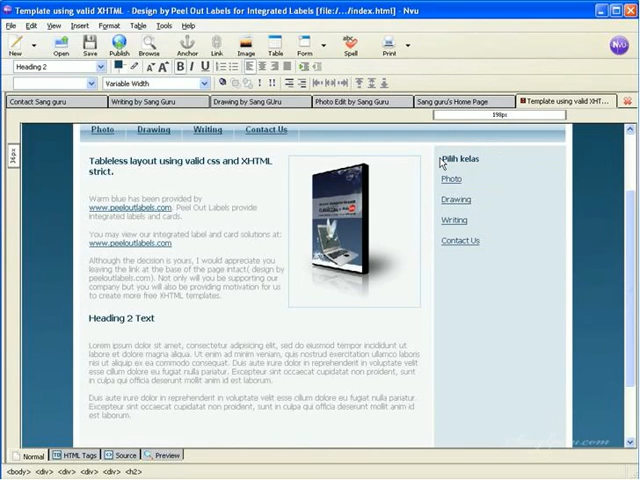 Template using valid XHTML - Design by Peel Out Labels for Integrated Labels [file:/.../index.html] - Nvu
File Edit View Insert Format Table Tools Help
New Open Save Publish Browse Anchor Link Image Table Form Spell Print
Nvu
Heading 2 B I U
Variable Width
Contact Sang guru Writing by Sang Guru Drawing by Sang GUru Photo Edit by Sang Guru Sang guru's Home Page Template using valid XHT...
198px
Photo Drawing Writing Contact Us
Tableless layout using valid css and XHTML
strict.
Warm blue has been provided by
www.peeloutlabels.com. Peel Out Labels provide
integrated labels and cards.
You may view our integrated label and card solutions at:
www.peeloutlabels.com
Although the decision is yours, I would appreciate you
leaving the link at the base of the page intact( design by
peeloutlabels.com). Not only will you be supporting our
company but you will also be providing motivation for us
to create more free XHTML templates.
Pilih kelas
Photo
Drawing
Writing
Contact Us
Heading 2 Text
Lorem ipsum dolor sit amet, consectetur adipisicing elit, sed do eiusmod tempor incididunt ut
labore et dolore magna aliqua. Ut enim ad minim veniam, quis nostrud exercitation ullamco
laboris nisi ut aliquip ex ea commodo consequat. Duis aute irure dolor in reprehenderit in voluptate velit
esse cillum dolore eu fugiat nulla pariatur. Excepteur sint occaecat cupidatat non proident, sunt
in culpa qui officia deserunt mollit anim id est laborum.
Duis aute irure dolor in reprehenderit in voluptate velit esse cillum dolore eu fugiat nulla
pariatur. Excepteur sint occaecat cupidatat non proident, sunt in culpa qui officia deserunt
mollit anim id est laborum.
Normal HTML Tags Source Preview
<body> <div> <div> <div> <div> <h2>